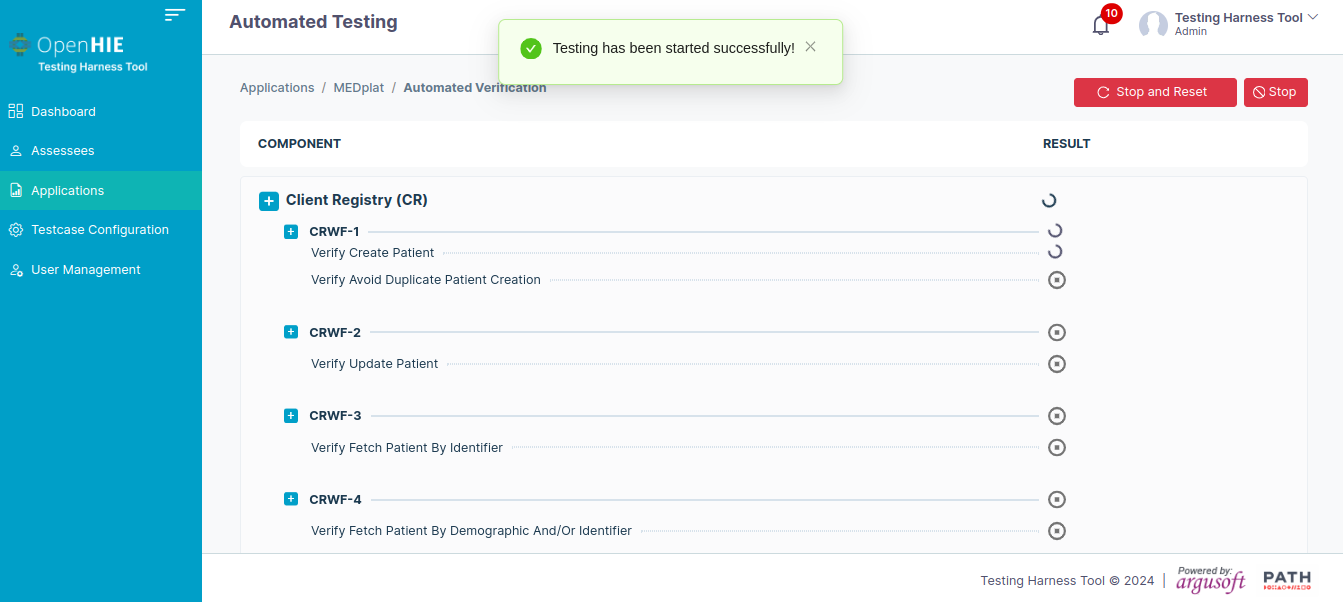 OpenHIE
Testing Harness Tool
Dashboard
Assessees
Applications
Testcase Configuration
User Management
Automated Testing
Testing has been started successfully!
10
Testing Harness Tool
Admin
Applications / MEDplat / Automated Verification
Stop and Reset
Stop
COMPONENT RESULT
Client Registry (CR)
CRWF-1
Verify Create Patient
Verify Avoid Duplicate Patient Creation
CRWF-2
Verify Update Patient
CRWF-3
Verify Fetch Patient By Identifier
CRWF-4
Verify Fetch Patient By Demographic And/Or Identifier
Testing Harness Tool © 2024 |
Powered by:
argusoft
PATH